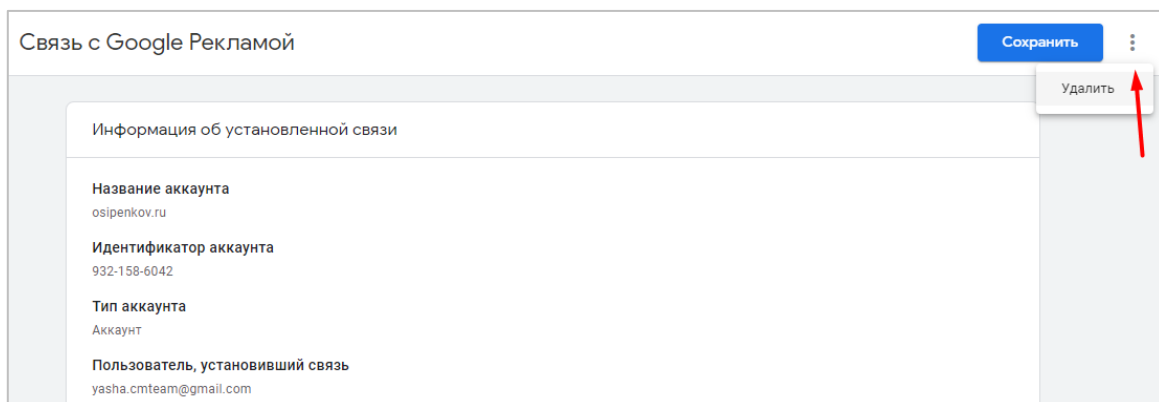 Связь с Google Рекламой
Сохранить
Удалить
Информация об установленной связи
Название аккаунта
osipenkov.ru
Идентификатор аккаунта
932-158-6042
Тип аккаунта
Аккаунт
Пользователь, установивший связь
yasha.cmteam@gmail.com